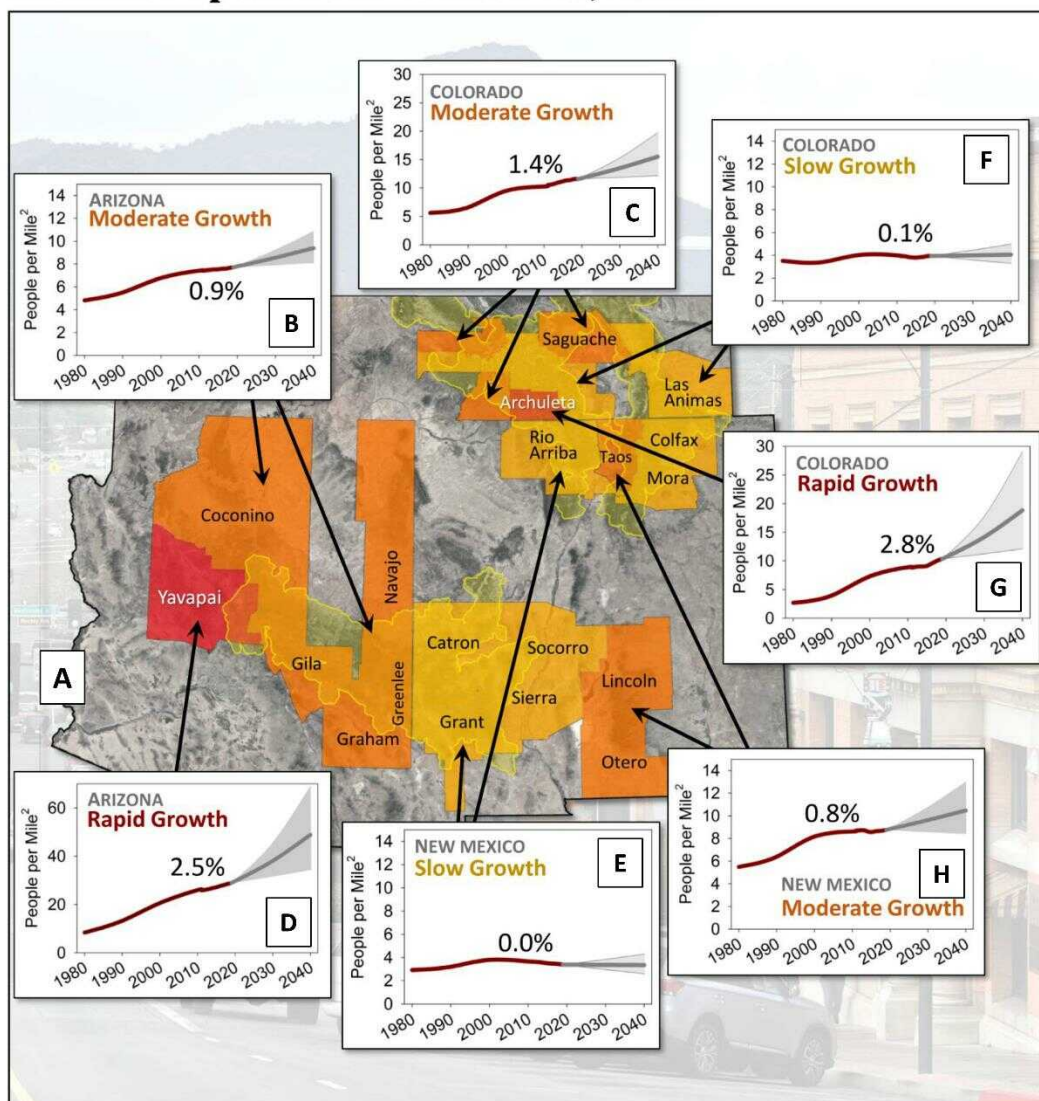 30
25
20
15
10
5
0
People per Mile²
COLORADO
Moderate Growth
1.4%
C
1980 1990 2000 2010 2020 2030 2040
14
12
10
8
6
4
2
0
People per Mile²
COLORADO
Slow Growth
F
0.1%
1980 1990 2000 2010 2020 2030 2040
14
12
10
8
6
4
2
0
People per Mile²
ARIZONA
Moderate Growth
0.9%
B
1980 1990 2000 2010 2020 2030 2040
Saguache
Las
Animas
Archuleta
Rio
Arriba
Taos
Colfax
Mora
Coconino
Navajo
Yavapai
Catron
Socorro
Gila
Greenlee
Sierra
Lincoln
Grant
Graham
Otero
A
30
25
20
15
10
5
0
People per Mile²
COLORADO
Rapid Growth
2.8%
G
1980 1990 2000 2010 2020 2030 2040
60
40
20
0
People per Mile²
ARIZONA
Rapid Growth
2.5%
D
1980 1990 2000 2010 2020 2030 2040
14
12
10
8
6
4
2
0
People per Mile²
NEW MEXICO
Slow Growth
E
0.0%
1980 1990 2000 2010 2020 2030 2040
14
12
10
8
6
4
2
0
People per Mile²
0.8%
H
NEW MEXICO
Moderate Growth
1980 1990 2000 2010 2020 2030 2040